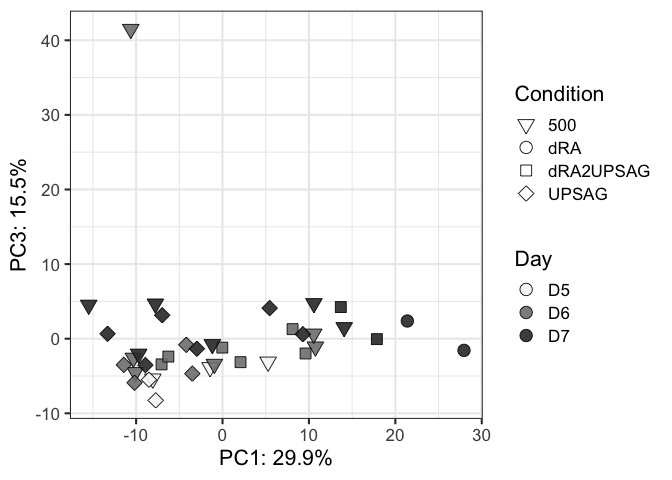 40
30
20
10
0
-10
-10
0
10
20
30
PC1: 29.9%
PC3: 15.5%
Condition
500
dRA
dRA2UPSAG
UPSAG
Day
D5
D6
D7